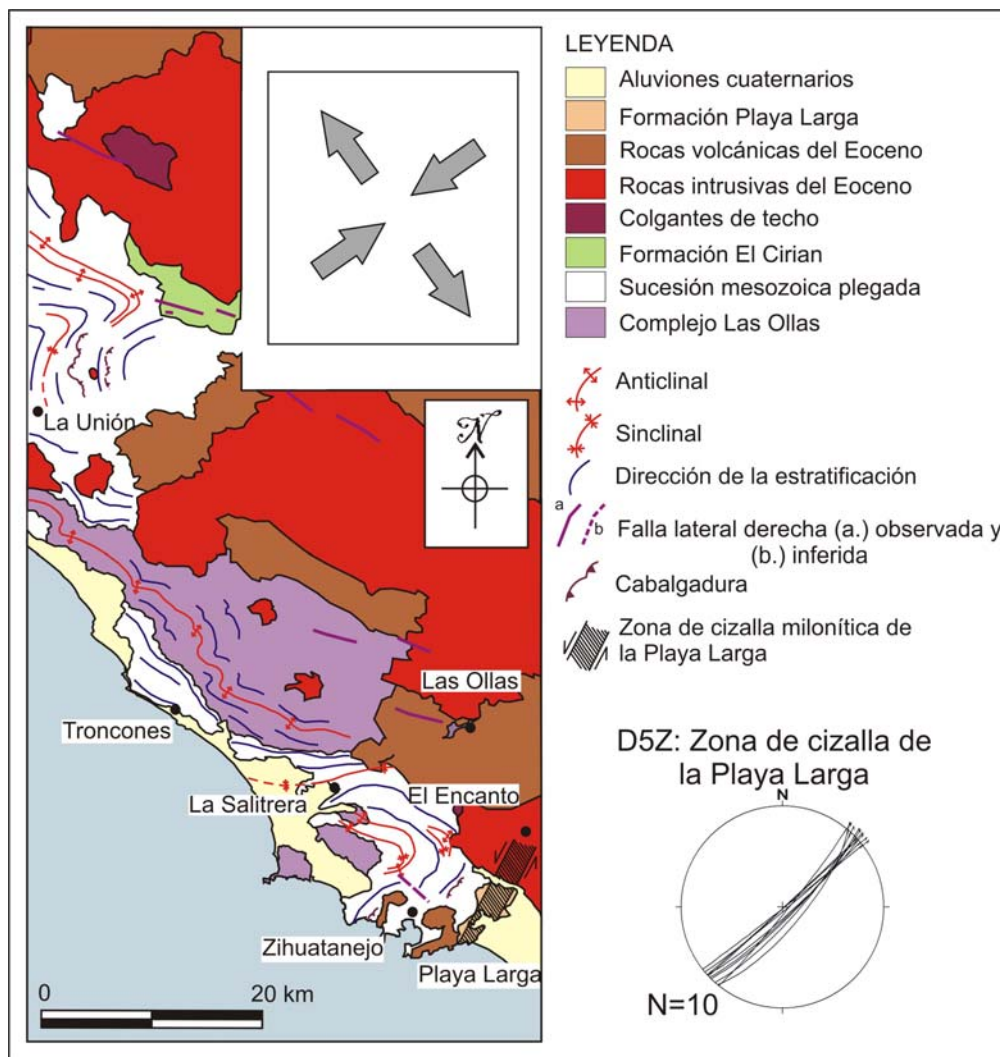 LEYENDA
Aluviones cuaternarios
Formación Playa Larga
Rocas volcánicas del Eoceno
Rocas intrusivas del Eoceno
Colgantes de techo
Formación El Cirian
Sucesión mesozoica plegada
Complejo Las Ollas
Anticlinal
Sinclinal
Dirección de la estratificación
a
b
Falla lateral derecha (a.) observada y
(b.) inferida
Cabalgadura
Zona de cizalla milonítica de
la Playa Larga
D5Z: Zona de cizalla de
la Playa Larga
N
N=10
N
La Unión
Las Ollas
Troncones
La Salitrera
El Encanto
Zihuatanejo
Playa Larga
0
20 km